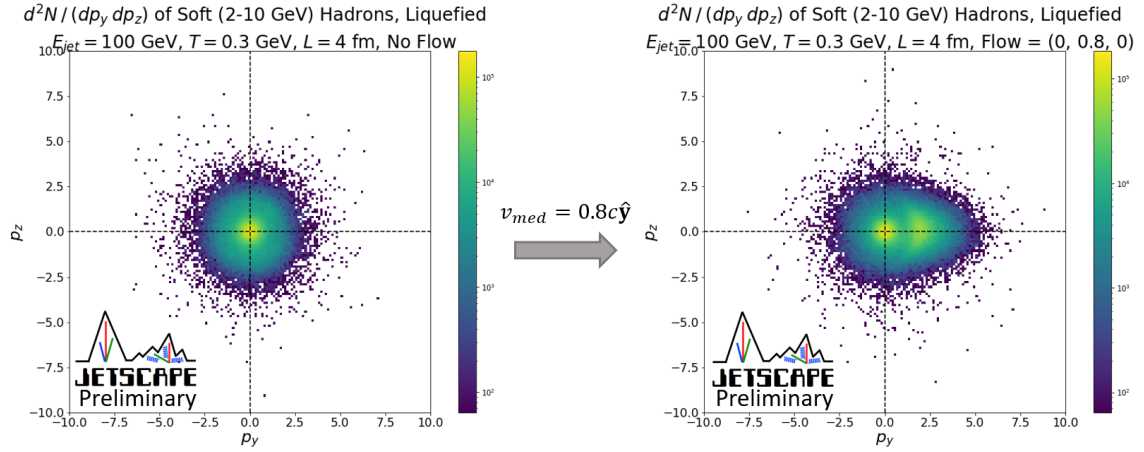 d²N / (dp_y dp_z) of Soft (2-10 GeV) Hadrons, Liquefied
E_jet = 100 GeV, T = 0.3 GeV, L = 4 fm, No Flow
10.0
7.5
5.0
2.5
0.0
−2.5
−5.0
−7.5
−10.0
p_z
−10.0 −7.5 −5.0 −2.5 0.0 2.5 5.0 7.5 10.0
p_y
10⁵
10⁴
10³
10²
JETSCAPE
Preliminary
v_med = 0.8cŷ
d²N / (dp_y dp_z) of Soft (2-10 GeV) Hadrons, Liquefied
E_jet = 100 GeV, T = 0.3 GeV, L = 4 fm, Flow = (0, 0.8, 0)
10.0
7.5
5.0
2.5
0.0
−2.5
−5.0
−7.5
−10.0
p_z
−10.0 −7.5 −5.0 −2.5 0.0 2.5 5.0 7.5 10.0
p_y
10⁵
10⁴
10³
10²
JETSCAPE
Preliminary